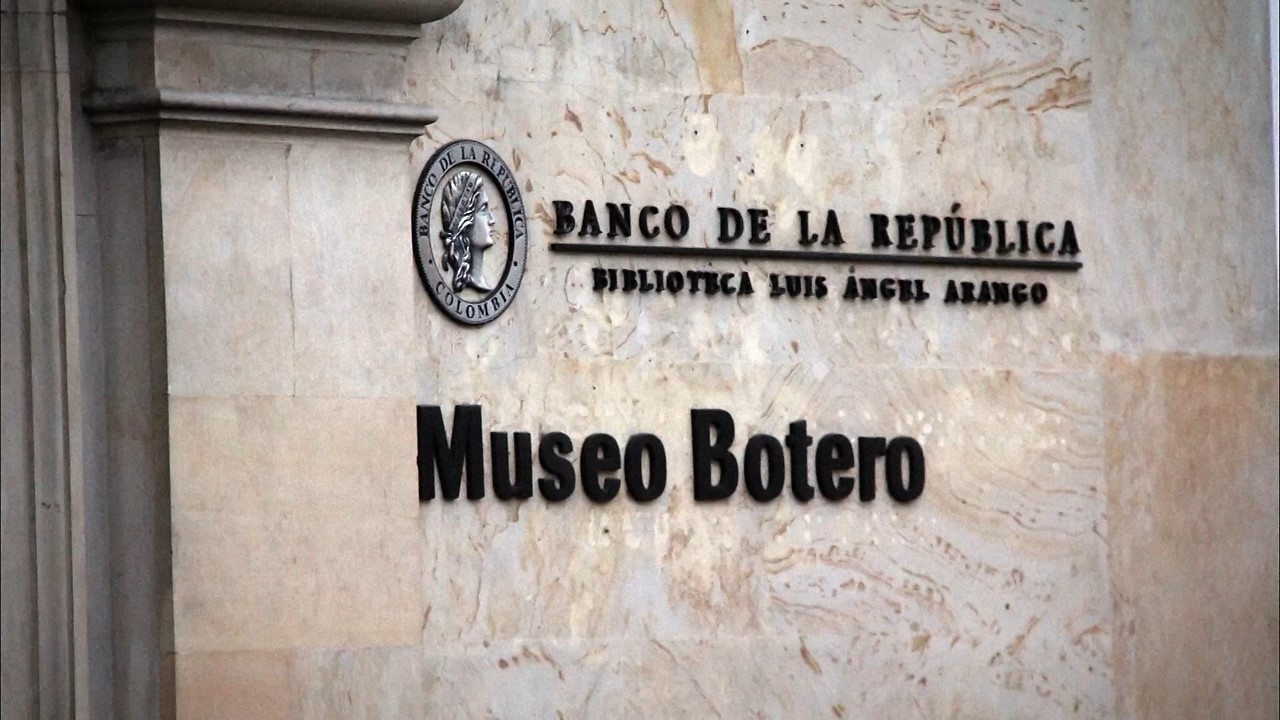 BANCO DE LA REPÚBLICA
COLOMBIA
BANCO DE LA REPÚBLICA
BIBLIOTECA LUIS ÁNGEL ARANGO
Museo Botero